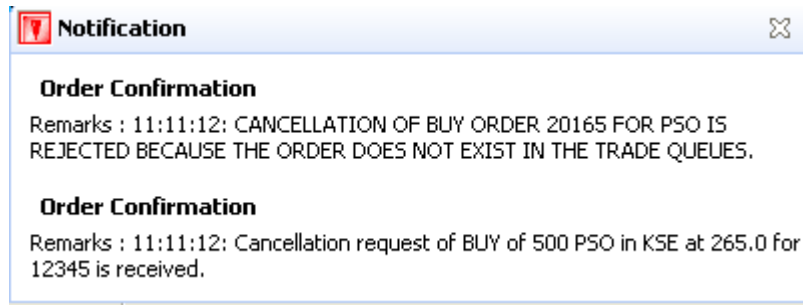 Notification
Order Confirmation
Remarks : 11:11:12: CANCELLATION OF BUY ORDER 20165 FOR PSO IS
REJECTED BECAUSE THE ORDER DOES NOT EXIST IN THE TRADE QUEUES.
Order Confirmation
Remarks : 11:11:12: Cancellation request of BUY of 500 PSO in KSE at 265.0 for
12345 is received.